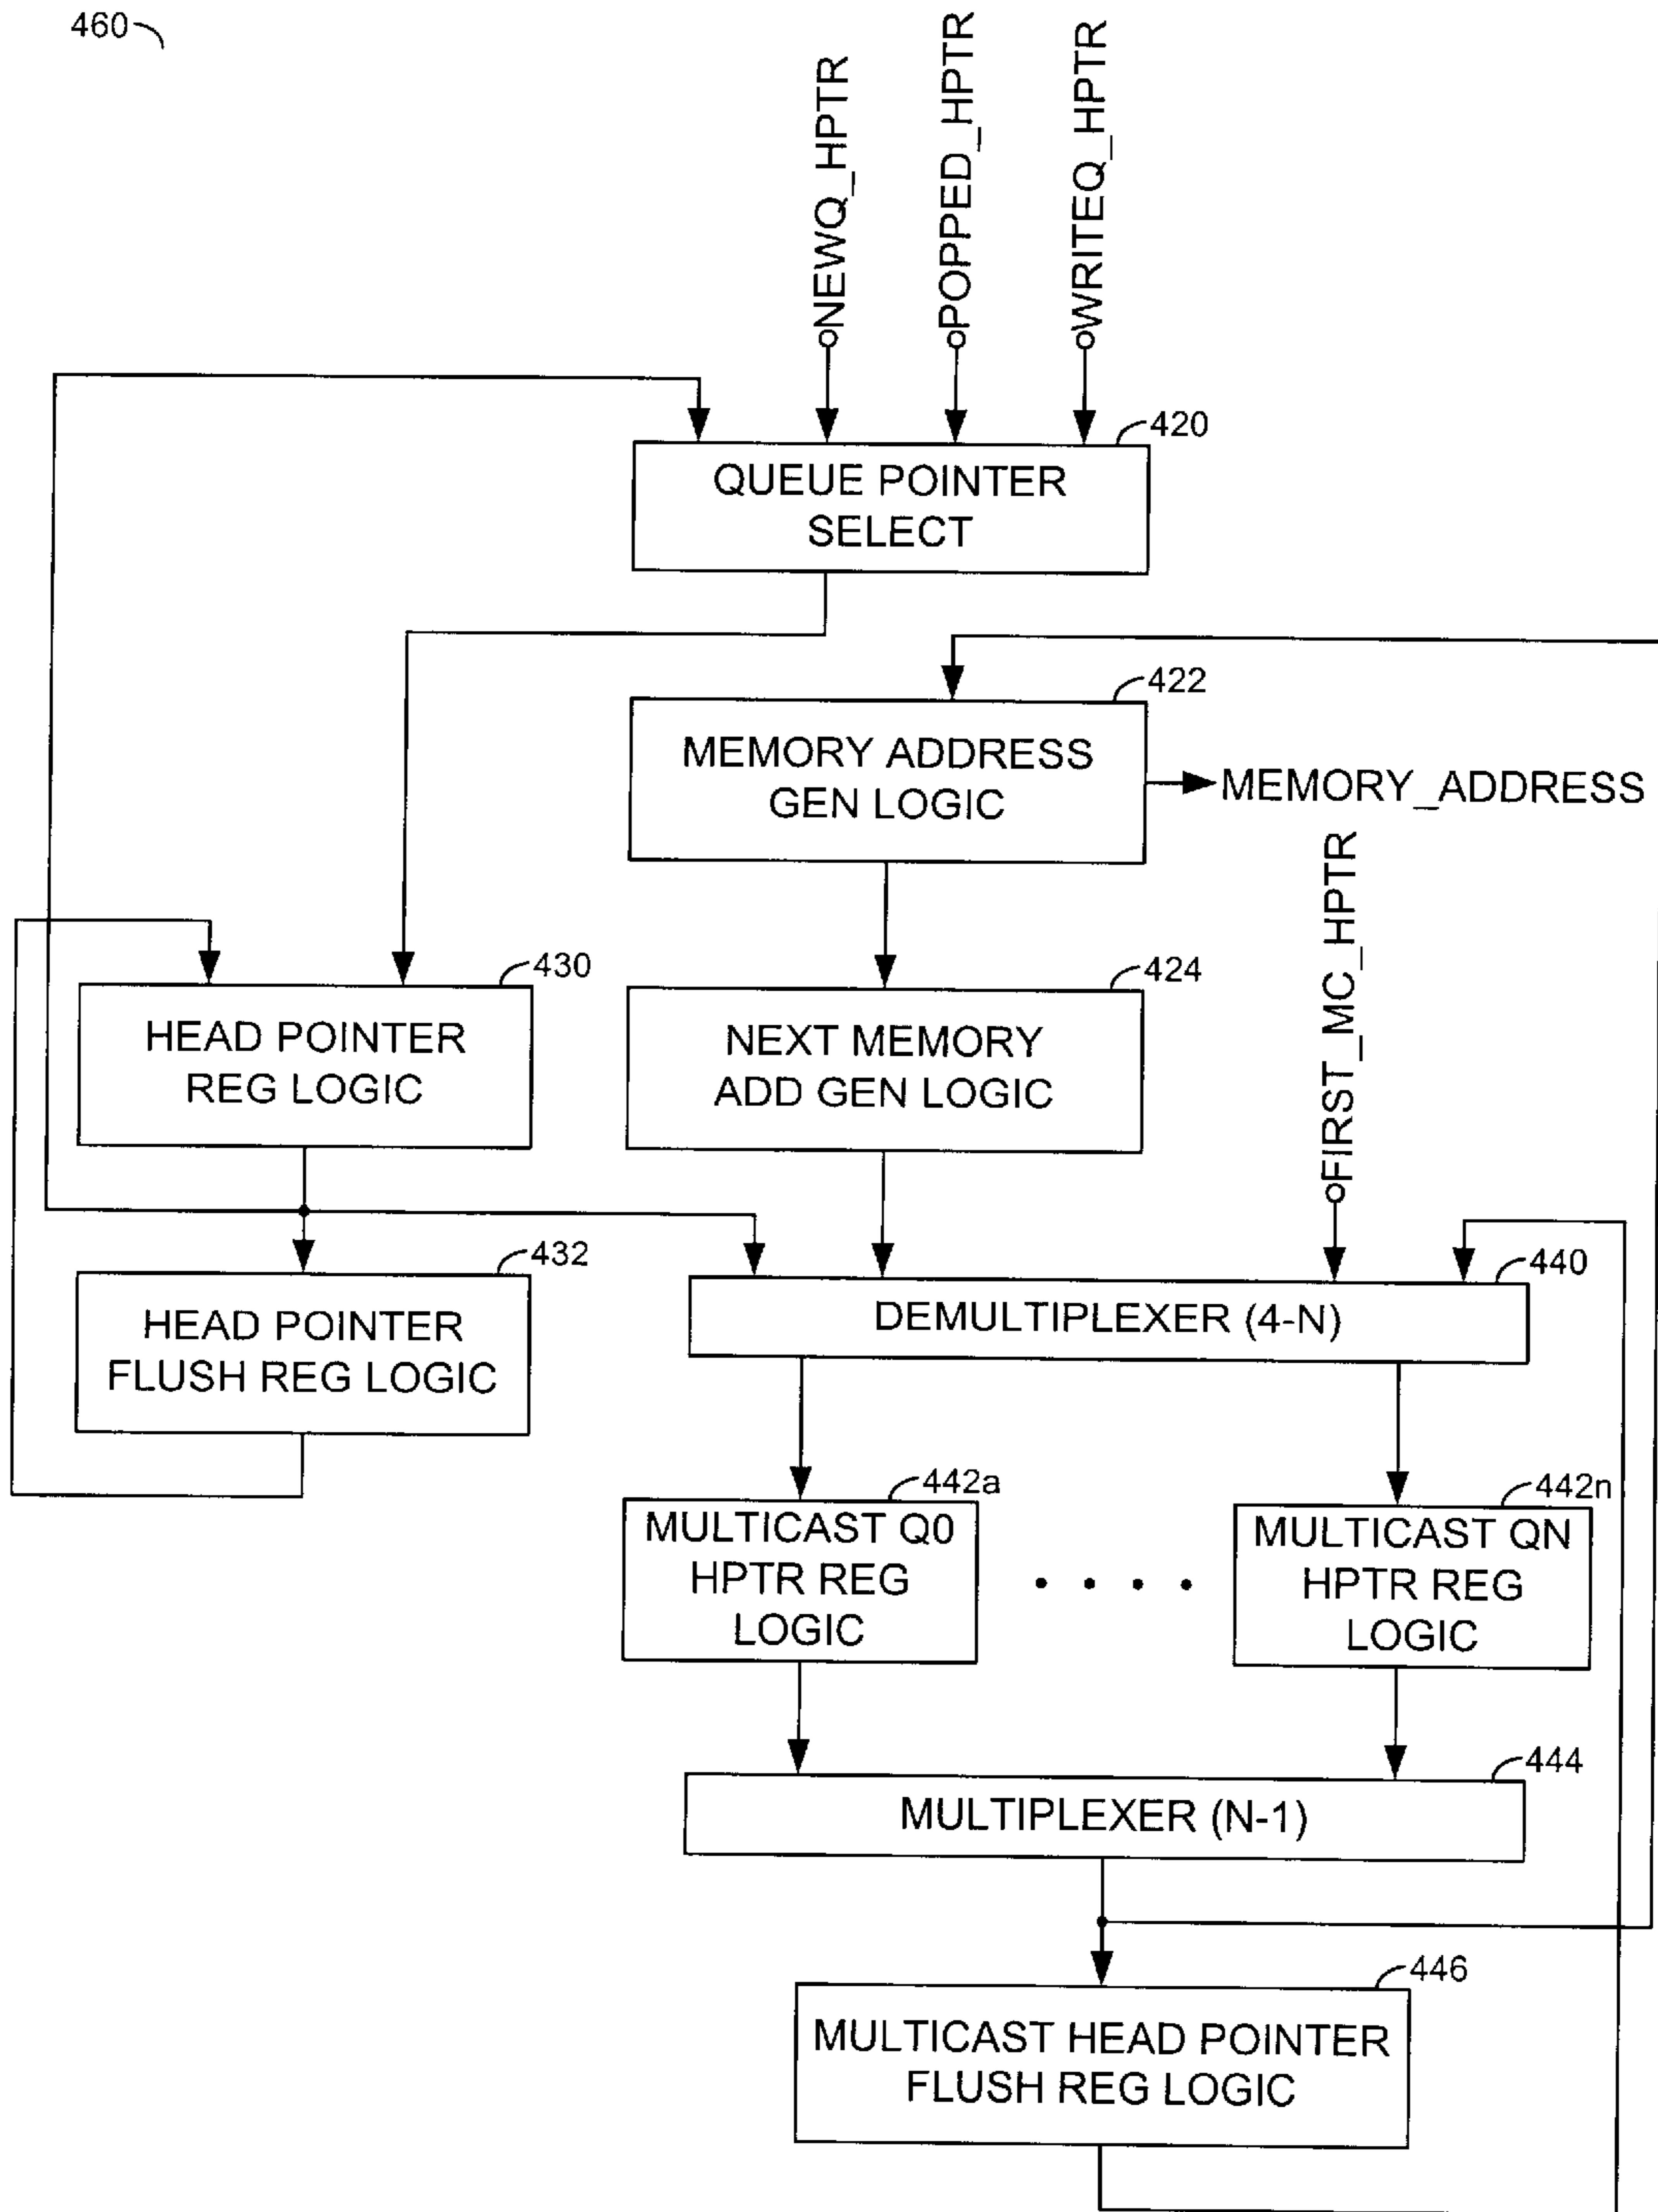 460
NEWQ_HPTR
POPPED_HPTR
WRITEQ_HPTR
420
QUEUE POINTER
SELECT
422
MEMORY ADDRESS
GEN LOGIC
MEMORY_ADDRESS
FIRST_MC_HPTR
430
HEAD POINTER
REG LOGIC
424
NEXT MEMORY
ADD GEN LOGIC
432
HEAD POINTER
FLUSH REG LOGIC
440
DEMULTIPLEXER (4-N)
442a
MULTICAST Q0
HPTR REG
LOGIC
442n
MULTICAST QN
HPTR REG
LOGIC
444
MULTIPLEXER (N-1)
446
MULTICAST HEAD POINTER
FLUSH REG LOGIC